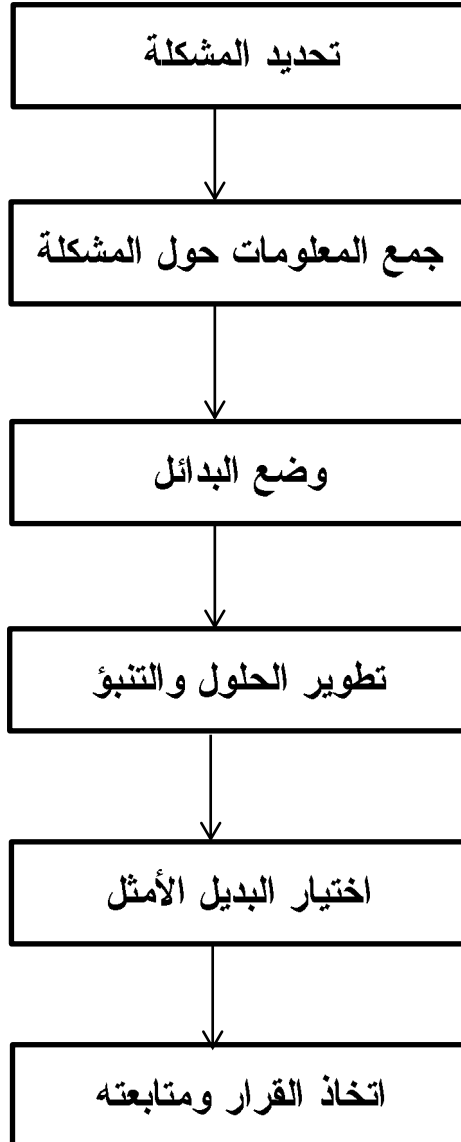 تحديد المشكلة
جمع المعلومات حول المشكلة
وضع البدائل
تطوير الحلول والتنبؤ
اختيار البديل الأمثل
اتخاذ القرار ومتابعته